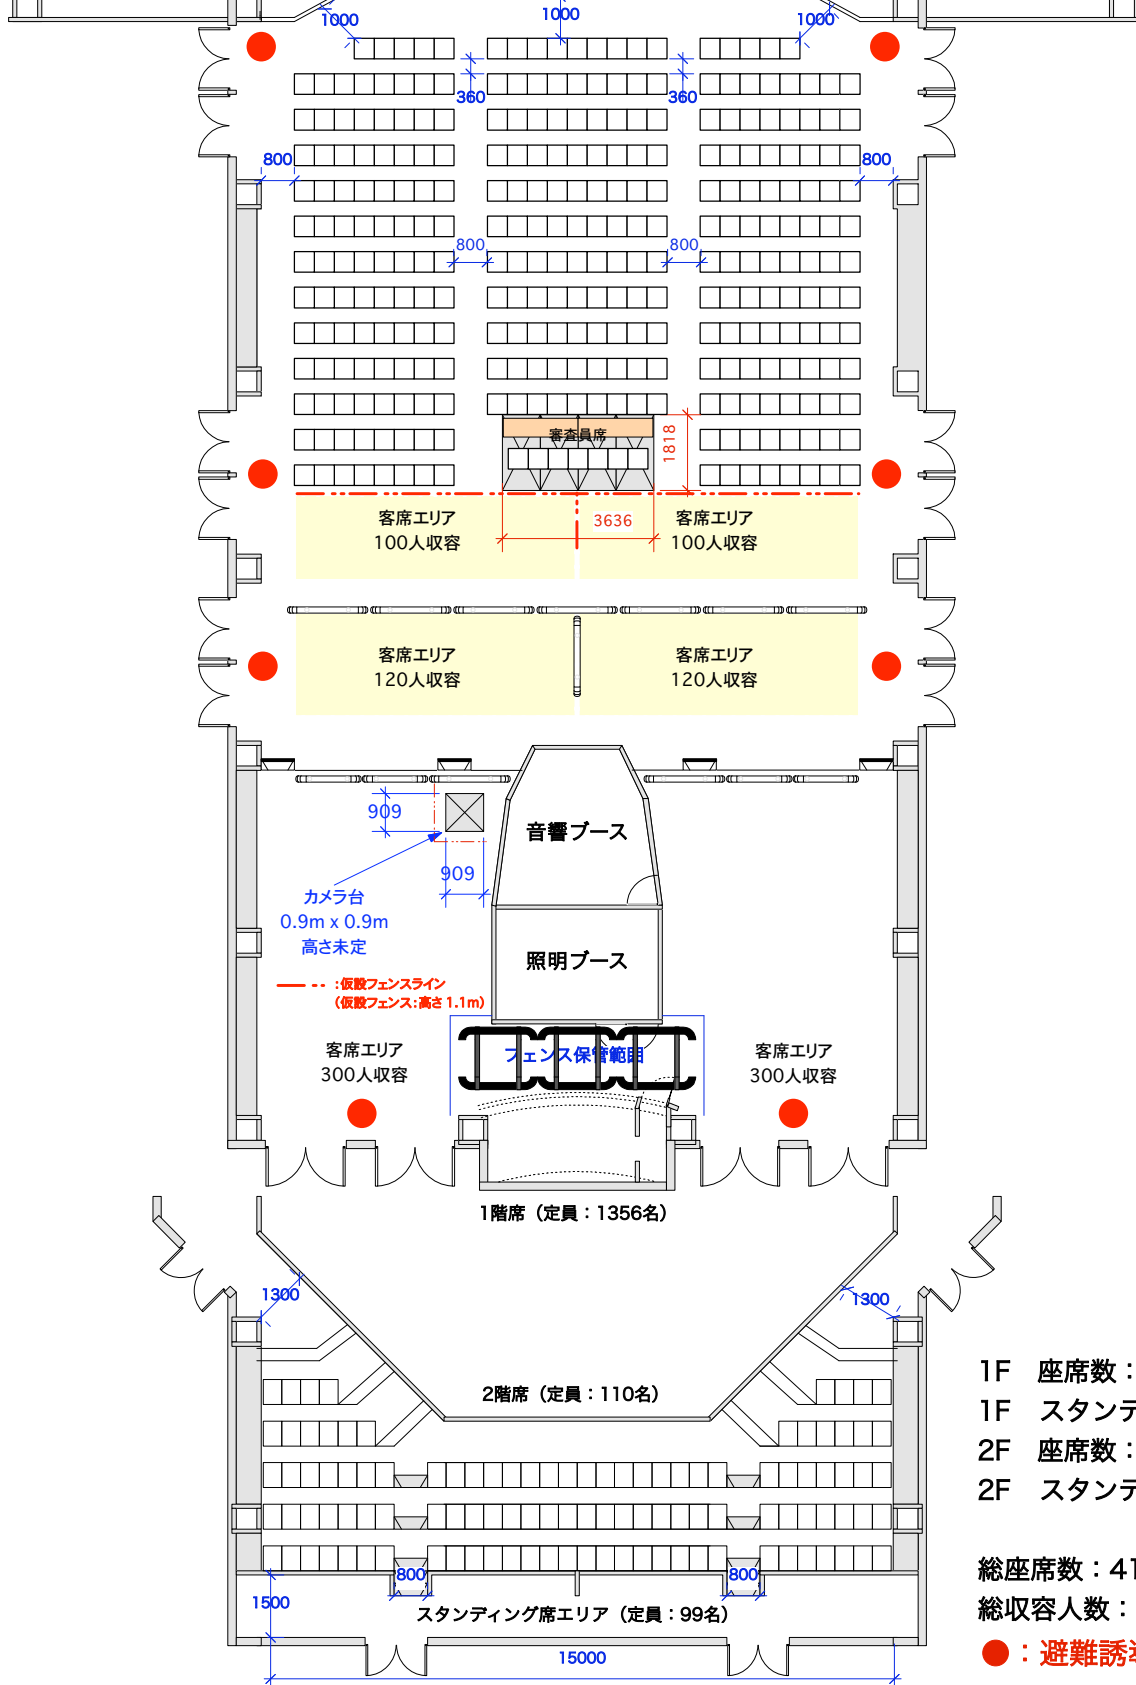 1000
1000
1000
360
360
800
800
800
800
審査員席
1818
3636
客席エリア
100人収容
客席エリア
100人収容
客席エリア
120人収容
客席エリア
120人収容
909
909
音響ブース
カメラ台
0.9m x 0.9m
高さ未定
照明ブース
:仮設フェンスライン
(仮設フェンス:高さ1.1m)
フェンス保管範囲
客席エリア
300人収容
客席エリア
300人収容
1階席（定員：1356名）
1300
1300
2階席（定員：110名）
1F 座席数：
1F スタンデ
2F 座席数：
2F スタンデ
総座席数：41
総収容人数：
：避難誘導
800
800
1500
スタンディング席エリア（定員：99名）
15000